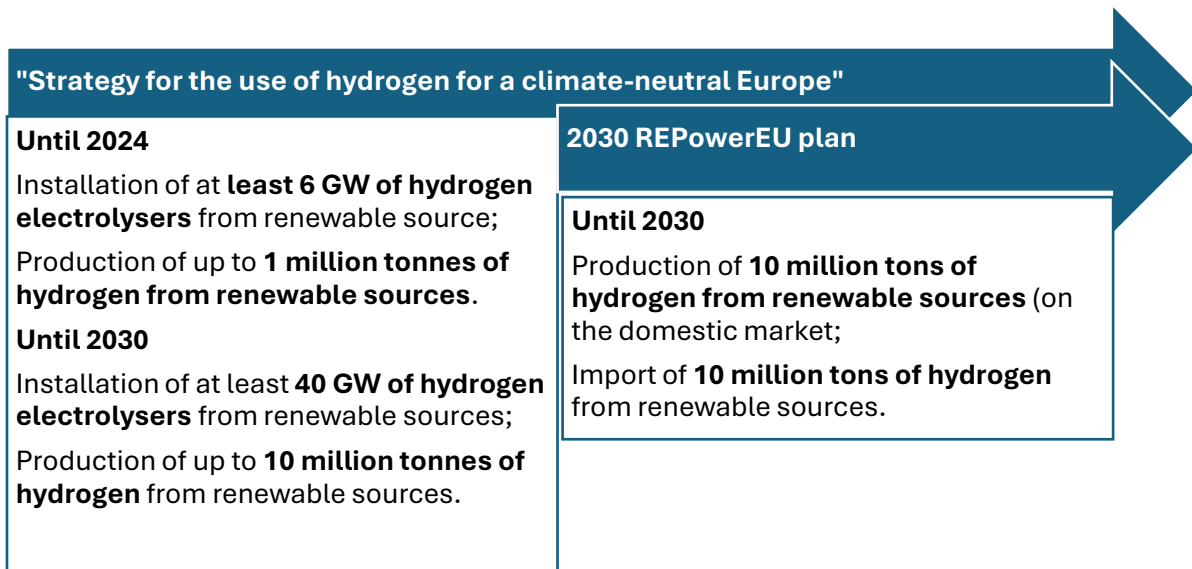 "Strategy for the use of hydrogen for a climate-neutral Europe"
Until 2024
Installation of at least 6 GW of hydrogen
electrolysers from renewable source;
Production of up to 1 million tonnes of
hydrogen from renewable sources.
Until 2030
Installation of at least 40 GW of hydrogen
electrolysers from renewable sources;
Production of up to 10 million tonnes of
hydrogen from renewable sources.
2030 REPowerEU plan
Until 2030
Production of 10 million tons of
hydrogen from renewable sources (on
the domestic market;
Import of 10 million tons of hydrogen
from renewable sources.